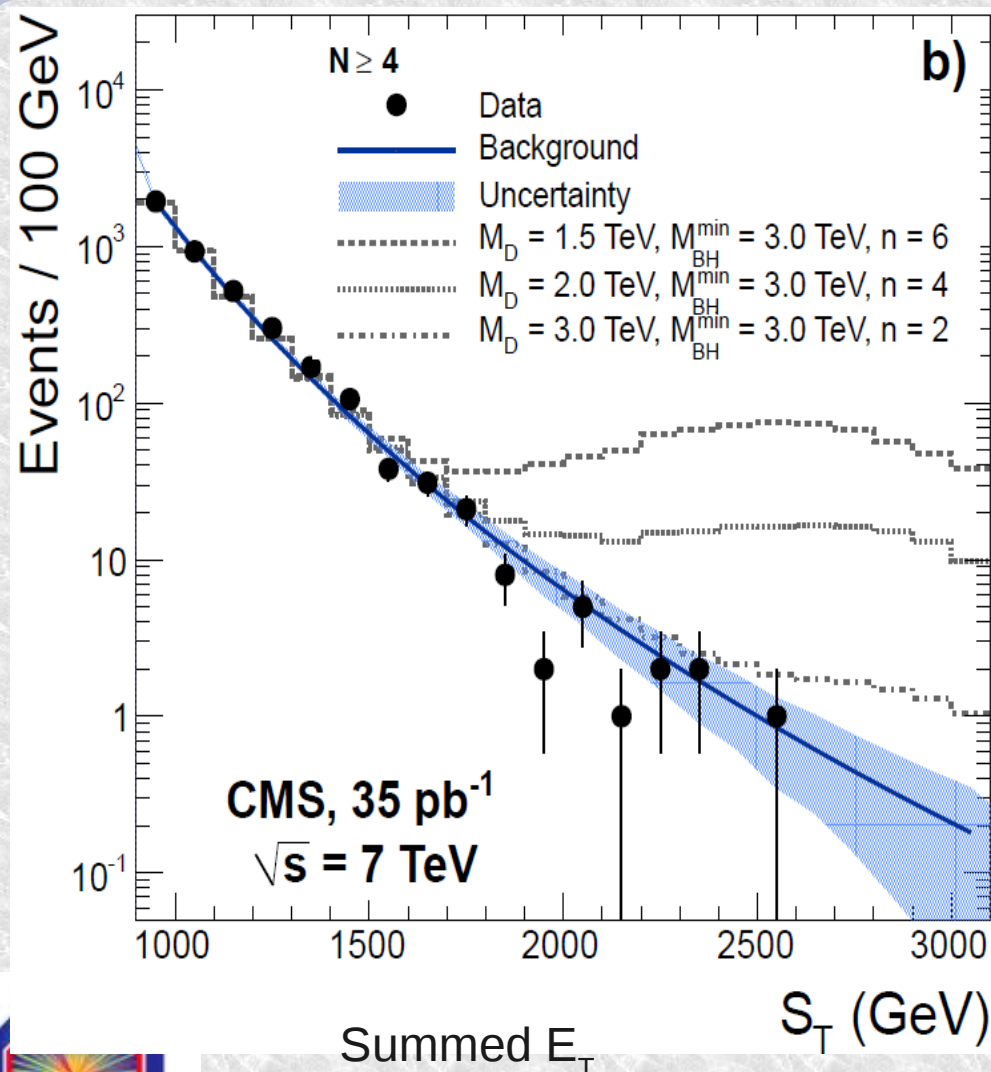 Events / 100 GeV
N ≥ 4
b)
Data
Background
Uncertainty
M_D = 1.5 TeV, M_BH^min = 3.0 TeV, n = 6
M_D = 2.0 TeV, M_BH^min = 3.0 TeV, n = 4
M_D = 3.0 TeV, M_BH^min = 3.0 TeV, n = 2
10^4
10^3
10^2
10
1
10^-1
CMS, 35 pb^-1
√s = 7 TeV
1000 1500 2000 2500 3000
S_T (GeV)
Summed E_T